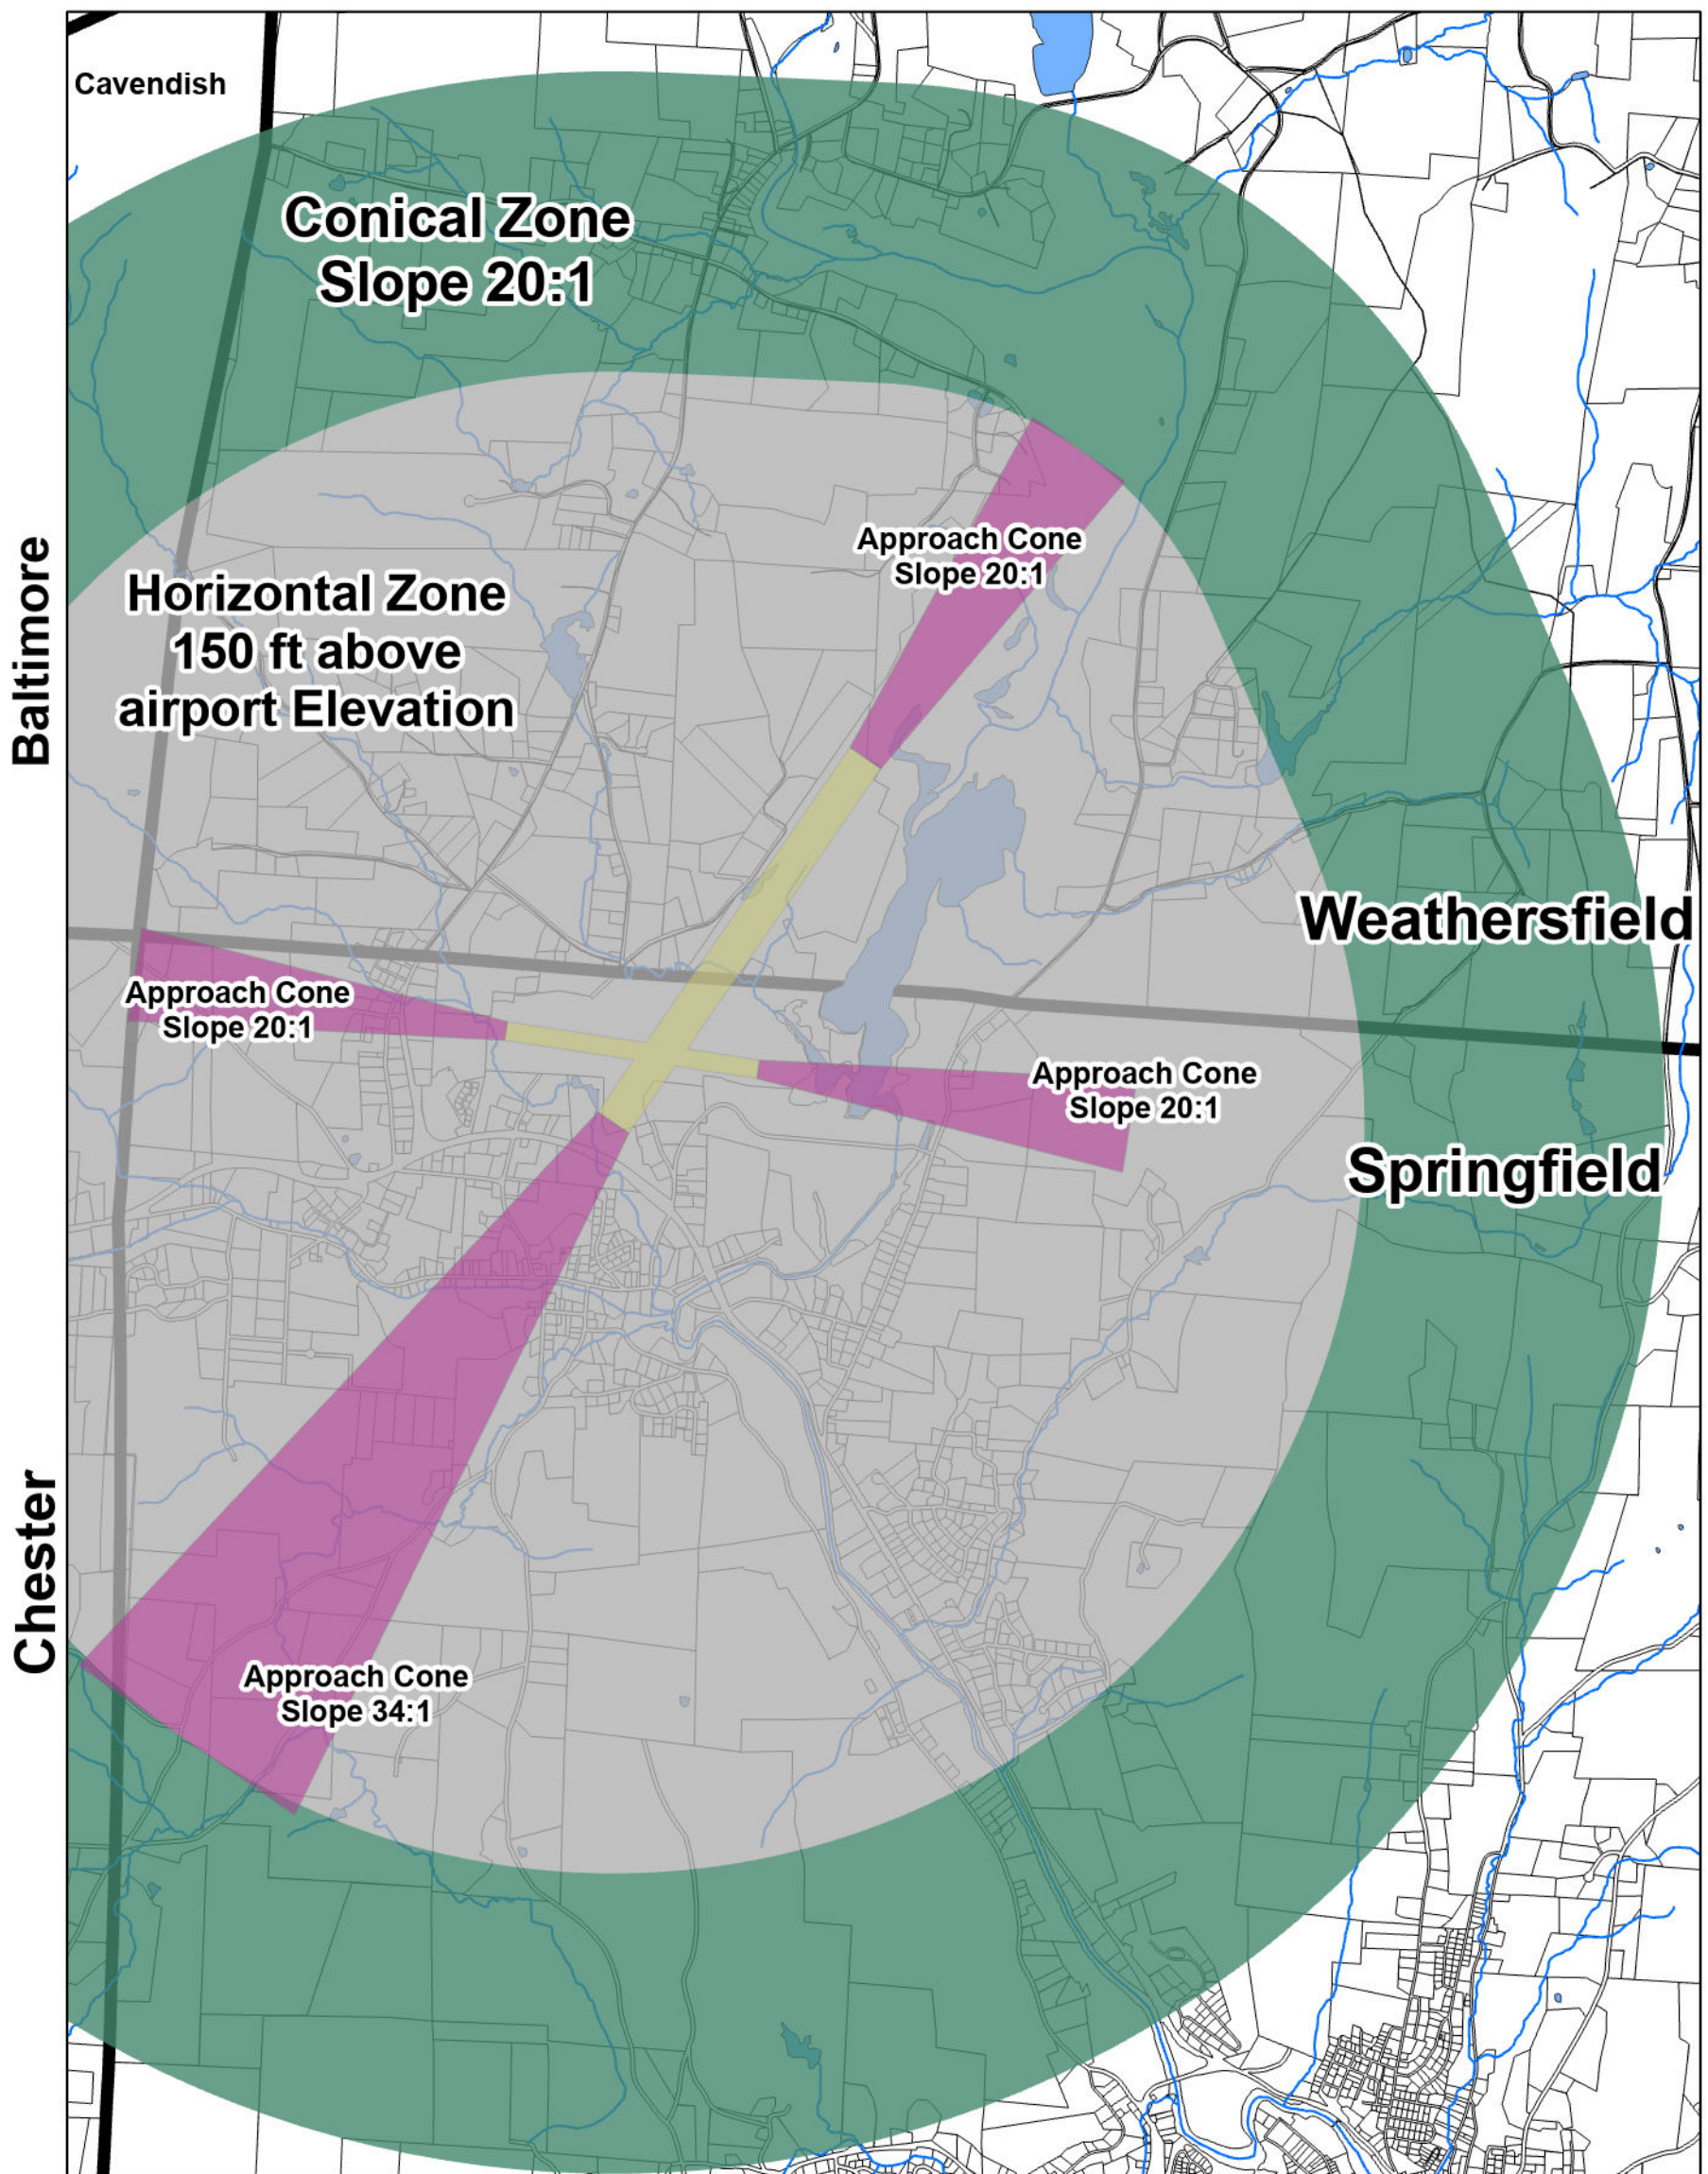 Cavendish
Conical Zone
Slope 20:1
Approach Cone
Slope 20:1
Baltimore
Horizontal Zone
150 ft above
airport Elevation
Weathersfield
Approach Cone
Slope 20:1
Approach Cone
Slope 20:1
Springfield
Chester
Approach Cone
Slope 34:1